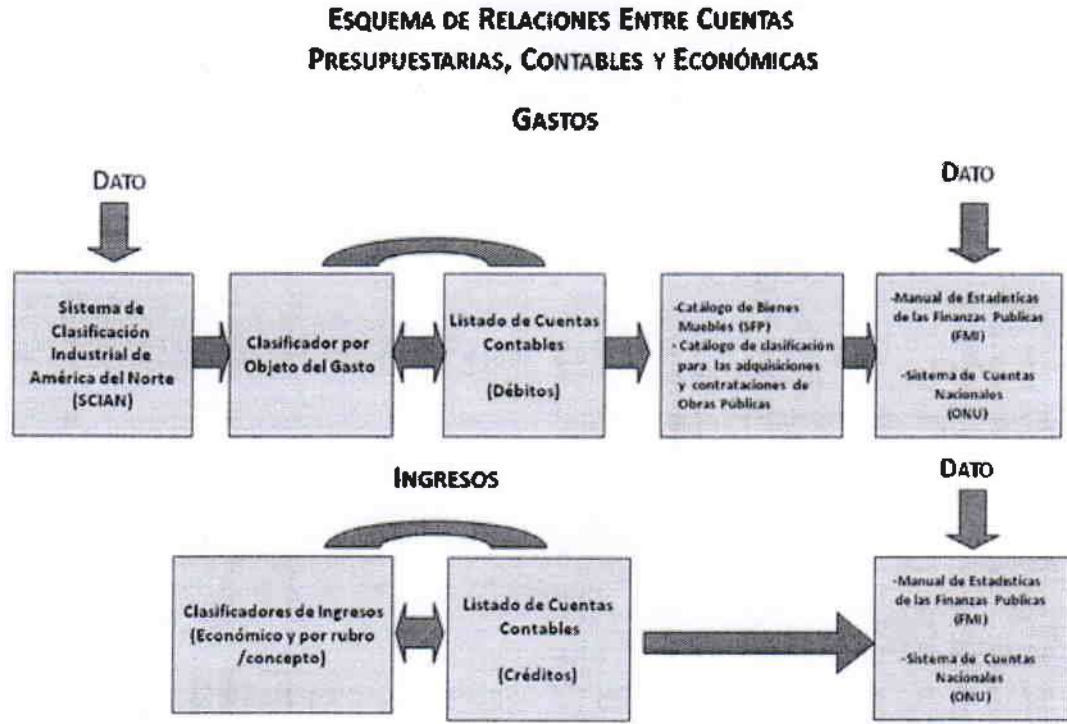 ESQUEMA DE RELACIONES ENTRE CUENTAS
PRESUPUESTARIAS, CONTABLES Y ECONÓMICAS
GASTOS
DATO
DATO
Sistema de
Clasificación
Industrial de
América del Norte
(SCIAN)
Clasificador por
Objeto del Gasto
Listado de Cuentas
Contables
(Débitos)
-Catálogo de Bienes
Muebles (SFP)
- Catálogo de clasificación
para las adquisiciones
y contrataciones de
Obras Públicas
-Manual de Estadísticas
de las Finanzas Publicas
(FMI)
-Sistema de Cuentas
Nacionales
(ONU)
INGRESOS
DATO
Clasificadores de Ingresos
(Económico y por rubro
/concepto)
Listado de Cuentas
Contables
(Créditos)
-Manual de Estadísticas
de las Finanzas Publicas
(FMI)
-Sistema de Cuentas
Nacionales
(ONU)